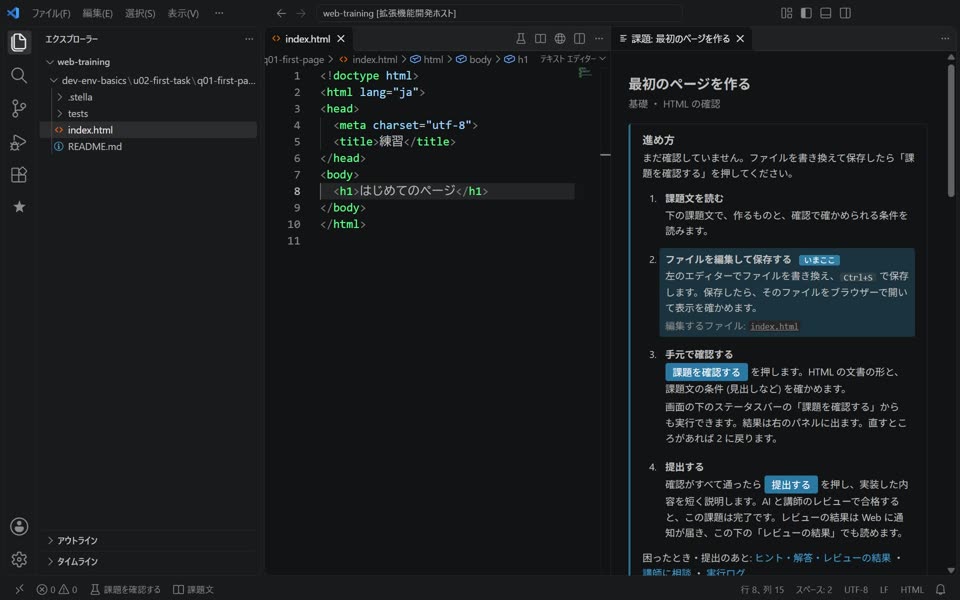 ファイル(F) 編集(E) 選択(S) 表示(V) ···
web-training [拡張機能開発ホスト]
エクスプローラー ···
web-training
dev-env-basics \ u02-first-task \ q01-first-pa...
.stella
tests
index.html
README.md
アウトライン
タイムライン
index.html
q01-first-page > index.html > html > body > h1 テキスト エディター
1 <!doctype html>
2 <html lang="ja">
3 <head>
4 <meta charset="utf-8">
5 <title>練習</title>
6 </head>
7 <body>
8 <h1>はじめてのページ</h1>
9 </body>
10 </html>
11
課題: 最初のページを作る
最初のページを作る
基礎 ・ HTML の確認
進め方
まだ確認していません。ファイルを書き換えて保存したら「課
題を確認する」を押してください。
1. 課題文を読む
下の課題文で、作るものと、確認で確かめられる条件を
読みます。
2. ファイルを編集して保存する いまここ
左のエディターでファイルを書き換え、 Ctrl+S で保存
します。保存したら、そのファイルをブラウザーで開い
て表示を確かめます。
編集するファイル: index.html
3. 手元で確認する
課題を確認する を押します。HTML の文書の形と、
課題文の条件 (見出しなど) を確かめます。
画面の下のステータスバーの「課題を確認する」から
も実行できます。結果は右のパネルに出ます。直すとこ
ろがあれば 2 に戻ります。
4. 提出する
確認がすべて通ったら 提出する を押し、実装した内
容を短く説明します。AI と講師のレビューで合格する
と、この課題は完了です。レビューの結果は Web に通
知が届き、この下の「レビューの結果」でも読めます。
困ったとき・提出のあと: ヒント・解答・レビューの結果 ・
講師に相談 ・ 実行ログ
0 0 課題を確認する 課題文
行 8、列 15 スペース: 2 UTF-8 LF HTML